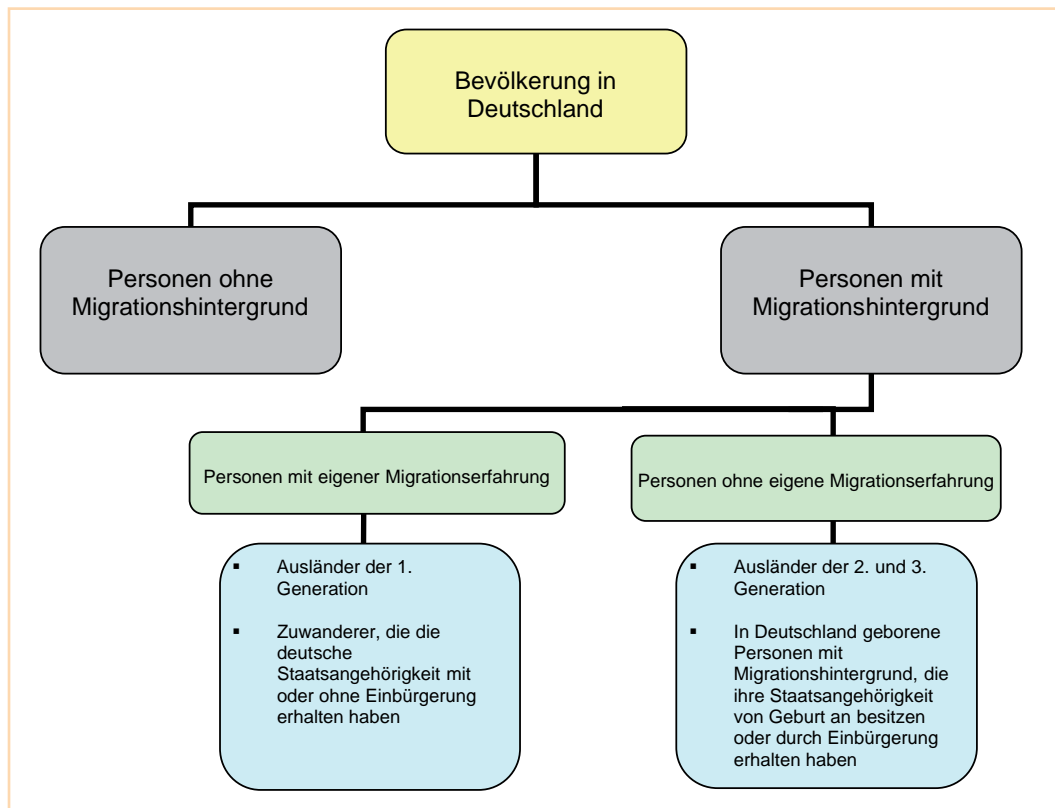 Bevölkerung in
Deutschland
Personen ohne
Migrationshintergrund
Personen mit
Migrationshintergrund
Personen mit eigener Migrationserfahrung
Personen ohne eigene Migrationserfahrung
▪ Ausländer der 1.
Generation
▪ Zuwanderer, die die
deutsche
Staatsangehörigkeit mit
oder ohne Einbürgerung
erhalten haben
▪ Ausländer der 2. und 3.
Generation
▪ In Deutschland geborene
Personen mit
Migrationshintergrund, die
ihre Staatsangehörigkeit
von Geburt an besitzen
oder durch Einbürgerung
erhalten haben